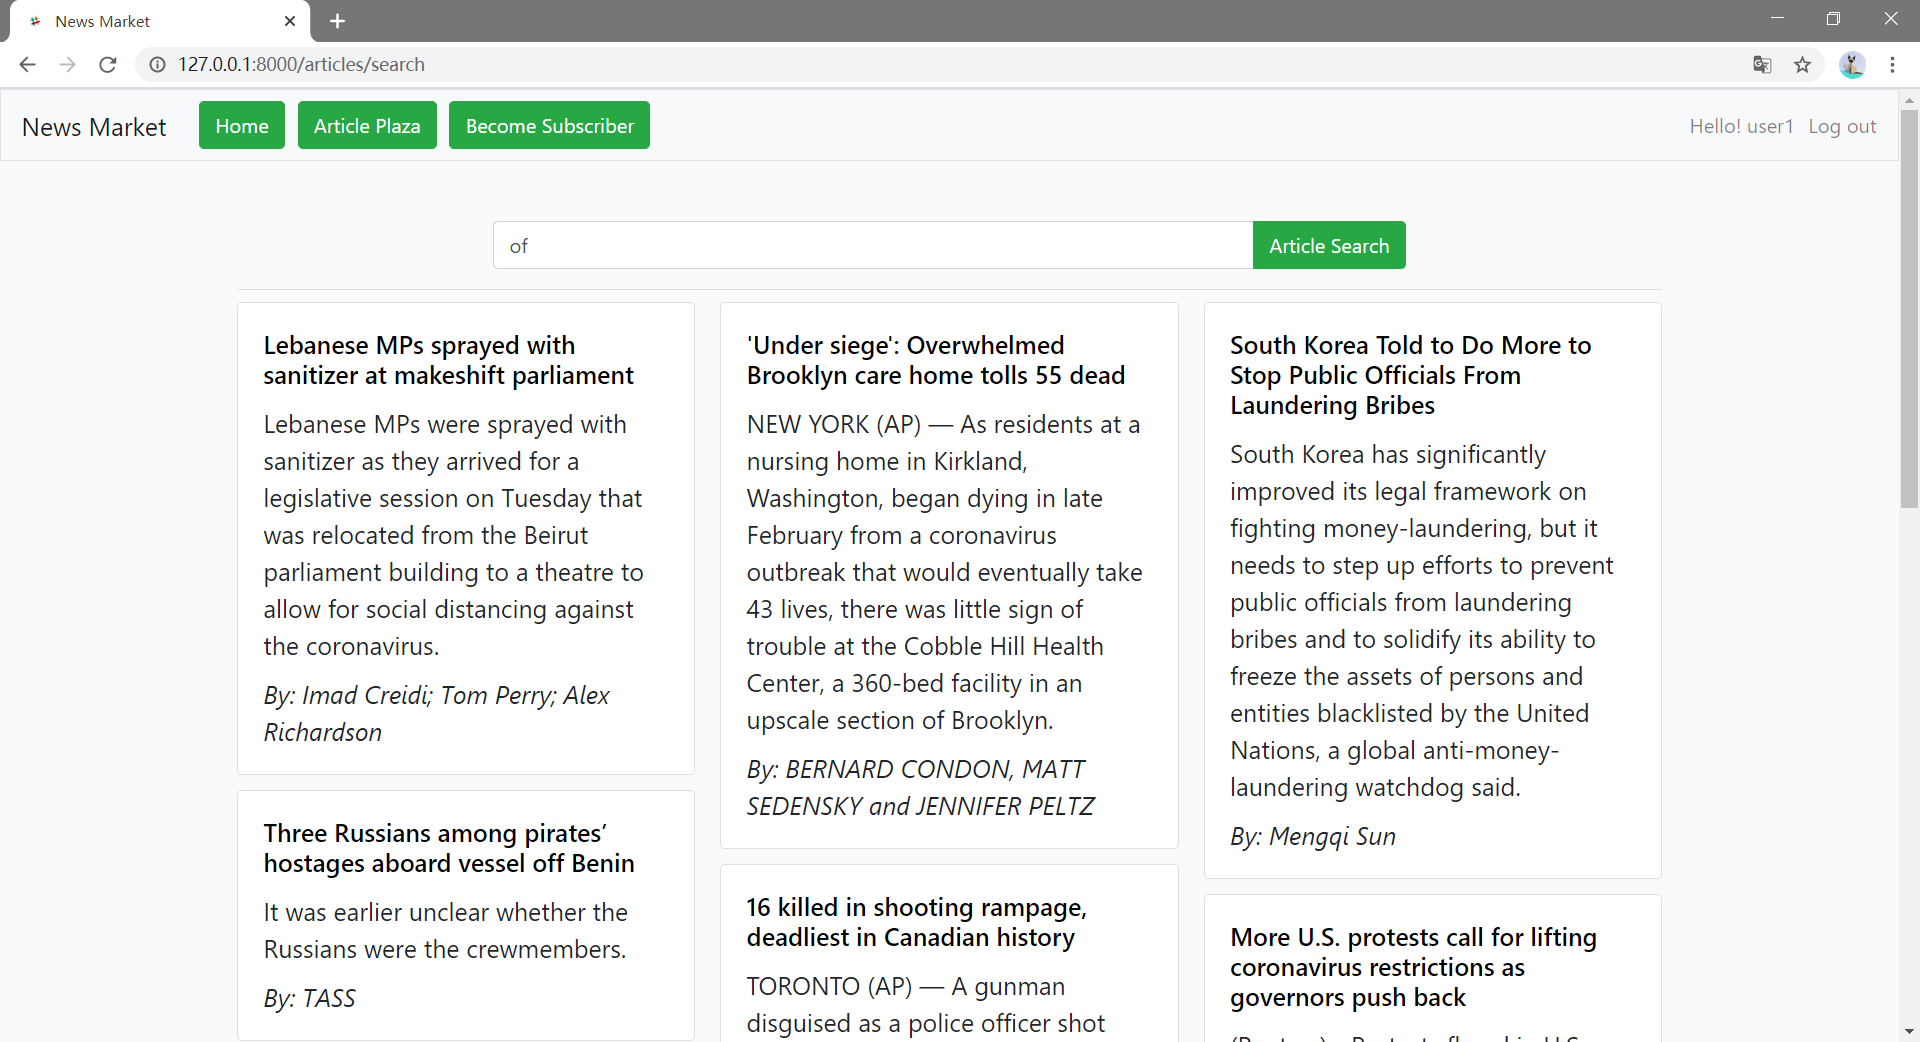 News Market
127.0.0.1:8000/articles/search
News Market
Home
Article Plaza
Become Subscriber
Hello! user1
Log out
of
Article Search
Lebanese MPs sprayed with
sanitizer at makeshift parliament
Lebanese MPs were sprayed with
sanitizer as they arrived for a
legislative session on Tuesday that
was relocated from the Beirut
parliament building to a theatre to
allow for social distancing against
the coronavirus.
By: Imad Creidi; Tom Perry; Alex
Richardson
Three Russians among pirates’
hostages aboard vessel off Benin
It was earlier unclear whether the
Russians were the crewmembers.
By: TASS
'Under siege': Overwhelmed
Brooklyn care home tolls 55 dead
NEW YORK (AP) — As residents at a
nursing home in Kirkland,
Washington, began dying in late
February from a coronavirus
outbreak that would eventually take
43 lives, there was little sign of
trouble at the Cobble Hill Health
Center, a 360-bed facility in an
upscale section of Brooklyn.
By: BERNARD CONDON, MATT
SEDENSKY and JENNIFER PELTZ
16 killed in shooting rampage,
deadliest in Canadian history
TORONTO (AP) — A gunman
disguised as a police officer shot
South Korea Told to Do More to
Stop Public Officials From
Laundering Bribes
South Korea has significantly
improved its legal framework on
fighting money-laundering, but it
needs to step up efforts to prevent
public officials from laundering
bribes and to solidify its ability to
freeze the assets of persons and
entities blacklisted by the United
Nations, a global anti-money-
laundering watchdog said.
By: Mengqi Sun
More U.S. protests call for lifting
coronavirus restrictions as
governors push back